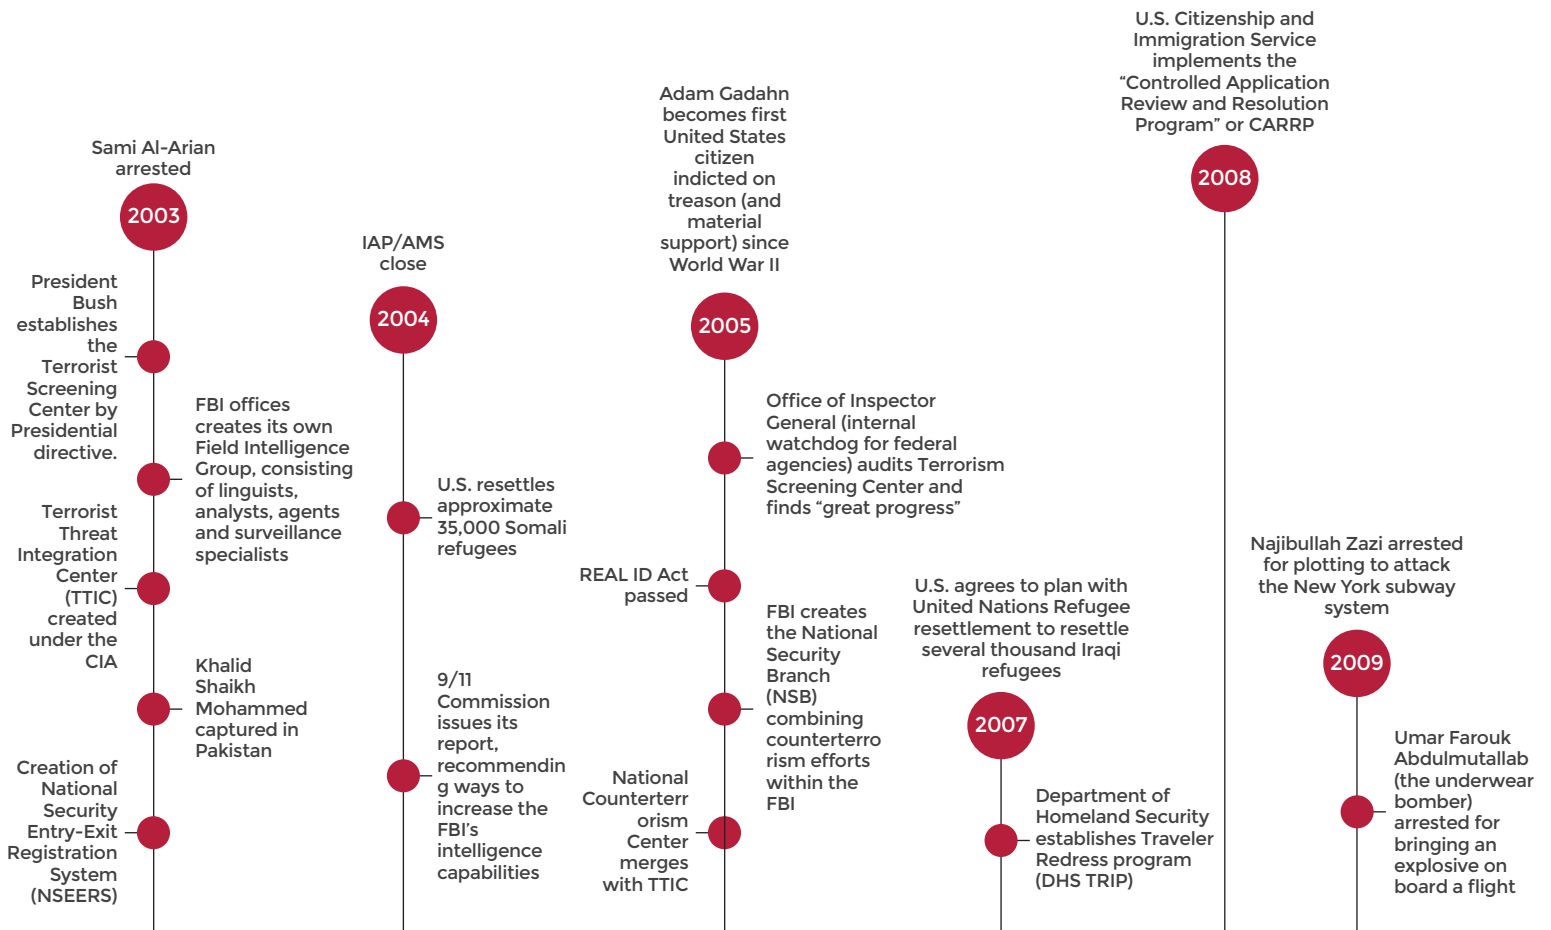 Sami Al-Arian
arrested
2003
President
Bush
establishes
the
Terrorist
Screening
Center by
Presidential
directive.
FBI offices
creates its own
Field Intelligence
Group, consisting
of linguists,
analysts, agents
and surveillance
specialists
Terrorist
Threat
Integration
Center
(TTIC)
created
under the
CIA
Khalid
Shaikh
Mohammed
captured in
Pakistan
Creation of
National
Security
Entry-Exit
Registration
System
(NSEERS)
IAP/AMS
close
2004
U.S. resettles
approximate
35,000 Somali
refugees
9/11
Commission
issues its
report,
recommendin
g ways to
increase the
FBI's
intelligence
capabilities
Adam Gadahn
becomes first
United States
citizen
indicted on
treason (and
material
support) since
World War II
2005
Office of Inspector
General (internal
watchdog for federal
agencies) audits Terrorism
Screening Center and
finds “great progress”
REAL ID Act
passed
FBI creates
the National
Security
Branch
(NSB)
combining
counterterro
rism efforts
within the
FBI
National
Counterterr
orism
Center
merges
with TTIC
U.S. agrees to plan with
United Nations Refugee
resettlement to resettle
several thousand Iraqi
refugees
2007
Department of
Homeland Security
establishes Traveler
Redress program
(DHS TRIP)
U.S. Citizenship and
Immigration Service
implements the
“Controlled Application
Review and Resolution
Program” or CARRP
2008
Najibullah Zazi arrested
for plotting to attack
the New York subway
system
2009
Umar Farouk
Abdulmutallab
(the underwear
bomber)
arrested for
bringing an
explosive on
board a flight